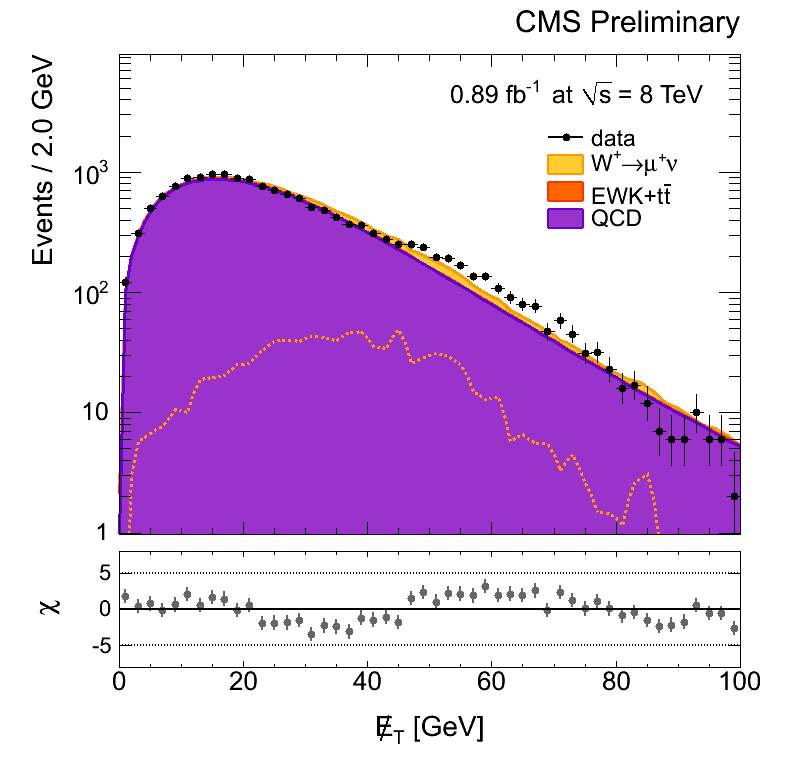 CMS Preliminary
0.89 fb⁻¹ at √s = 8 TeV
data
W⁺→μ⁺ν
EWK+tt̄
QCD
Events / 2.0 GeV
10³
10²
10
1
χ
5
0
-5
0 20 40 60 80 100
E̸_T [GeV]